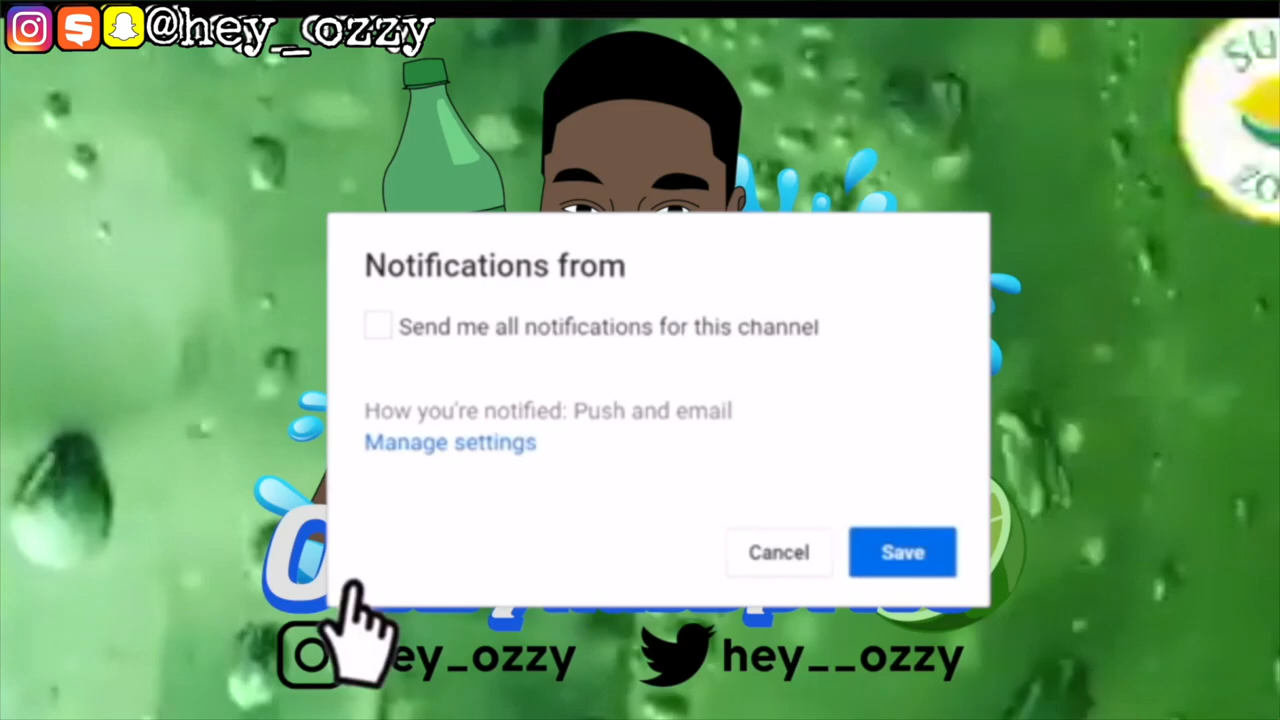 @hey_ozzy
Notifications from
Send me all notifications for this channel
How you're notified: Push and email
Manage settings
Cancel
Save
ey_ozzy
hey__ozzy